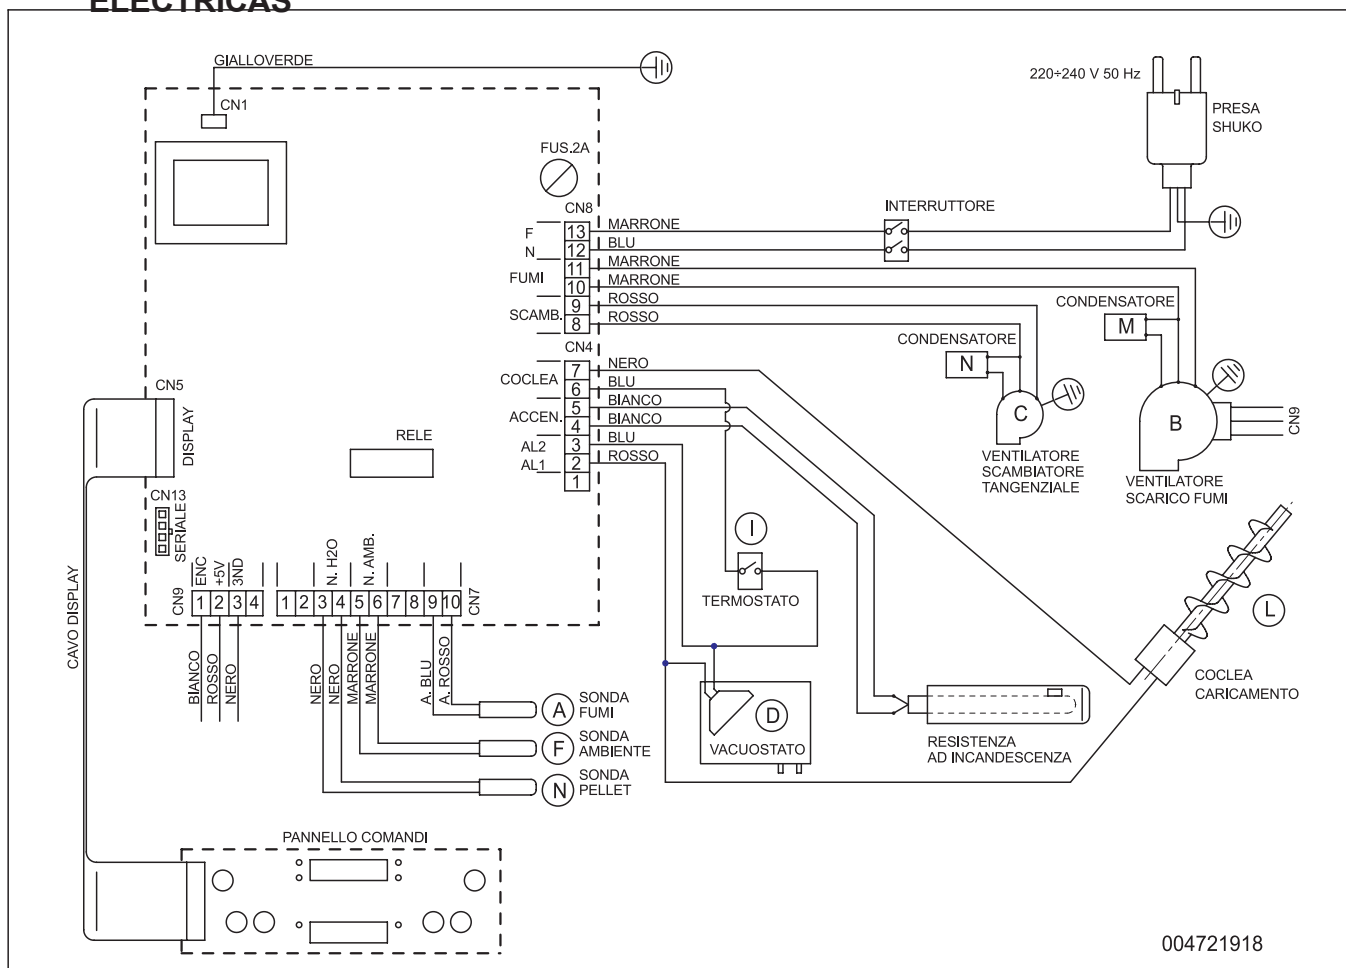 ELÉCTRICAS
GIALLOVERDE
CN1
FUS.2A
220÷240 V 50 Hz
PRESA
SHUKO
INTERRUTTORE
CN8
F
N
FUMI
SCAMB.
13
12
11
10
9
8
MARRONE
BLU
MARRONE
MARRONE
ROSSO
ROSSO
CN4
COCLEA
ACCEN.
AL2
AL1
7
6
5
4
3
2
1
NERO
BLU
BIANCO
BIANCO
BLU
ROSSO
CONDENSATORE
M
CONDENSATORE
N
C
VENTILATORE
SCAMBIATORE
TANGENZIALE
B
CN9
VENTILATORE
SCARICO FUMI
CN5
DISPLAY
RELE
CN13
SERIALE
CAVO DISPLAY
I
TERMOSTATO
L
COCLEA
CARICAMENTO
CN9
ENC
+5V
3ND
1 2 3 4
N. H2O
N. AMB.
1 2 3 4 5 6 7 8 9 10
CN7
BIANCO
ROSSO
NERO
NERO
NERO
MARRONE
MARRONE
A. BLU
A. ROSSO
A
SONDA
FUMI
F
SONDA
AMBIENTE
N
SONDA
PELLET
D
VACUOSTATO
RESISTENZA
AD INCANDESCENZA
PANNELLO COMANDI
004721918